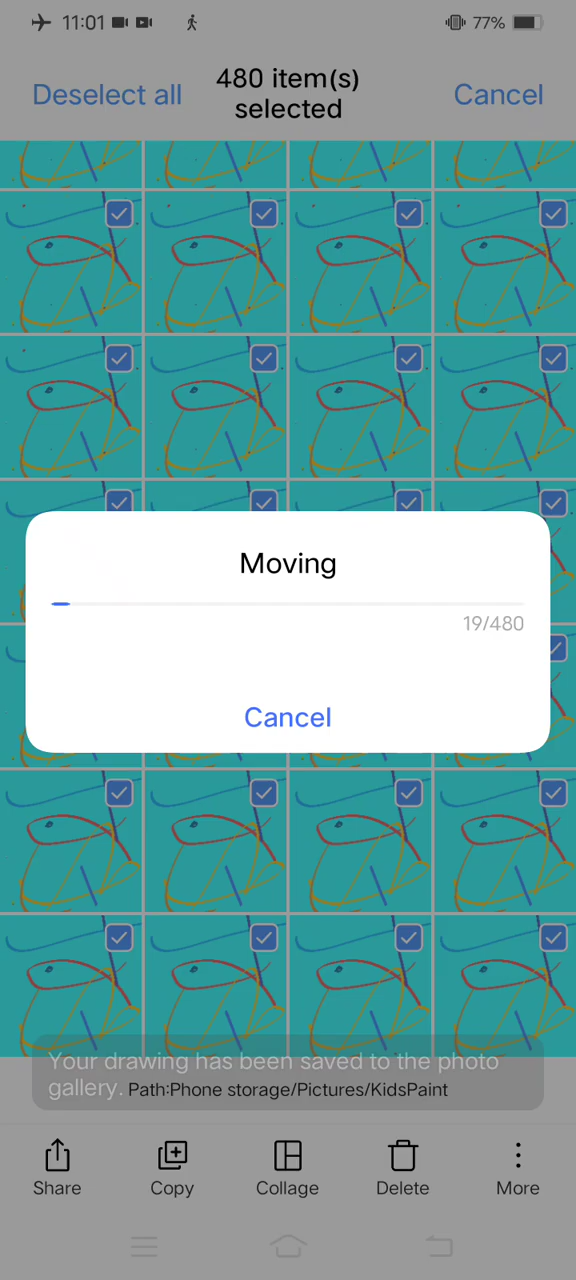 11:01
77%
Deselect all
480 item(s)
selected
Cancel
Moving
19/480
Cancel
Your drawing has been saved to the photo
gallery. Path:Phone storage/Pictures/KidsPaint
Share
Copy
Collage
Delete
More